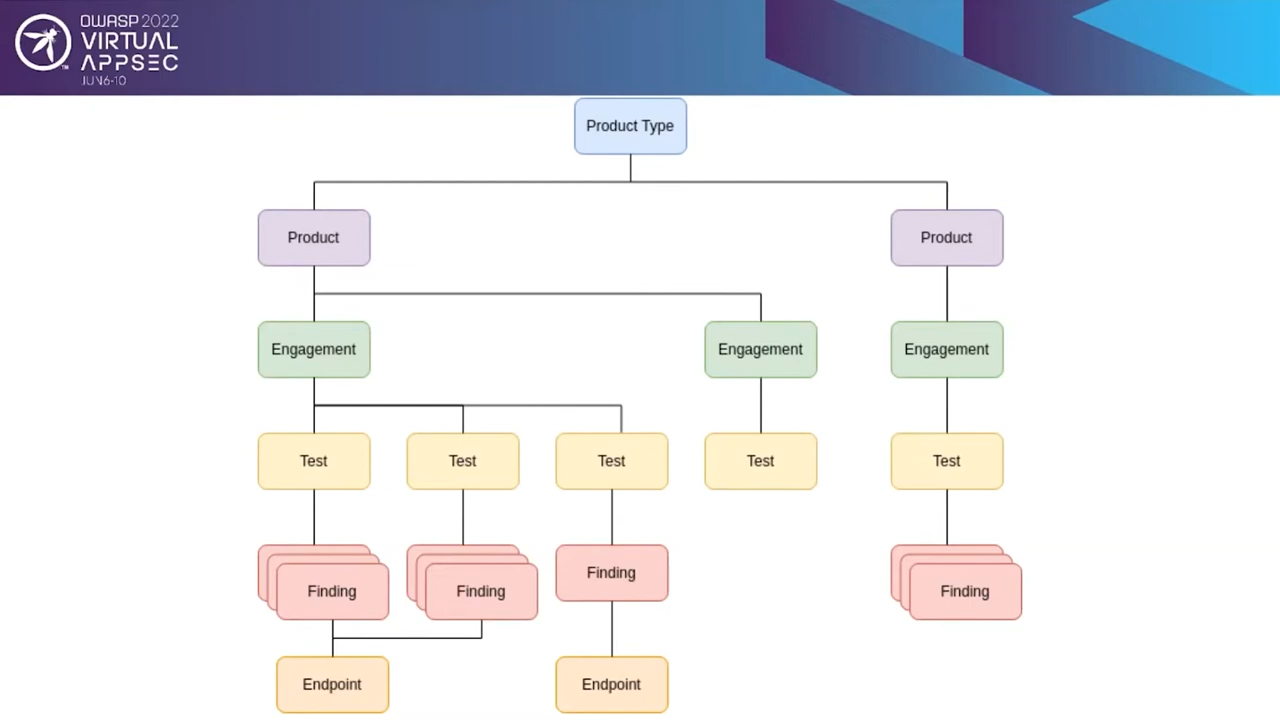 OWASP 2022
VIRTUAL
APPSEC
TM
JUN 6-10
Product Type
Product
Product
Engagement
Engagement
Engagement
Test
Test
Test
Test
Test
Finding
Finding
Finding
Finding
Endpoint
Endpoint